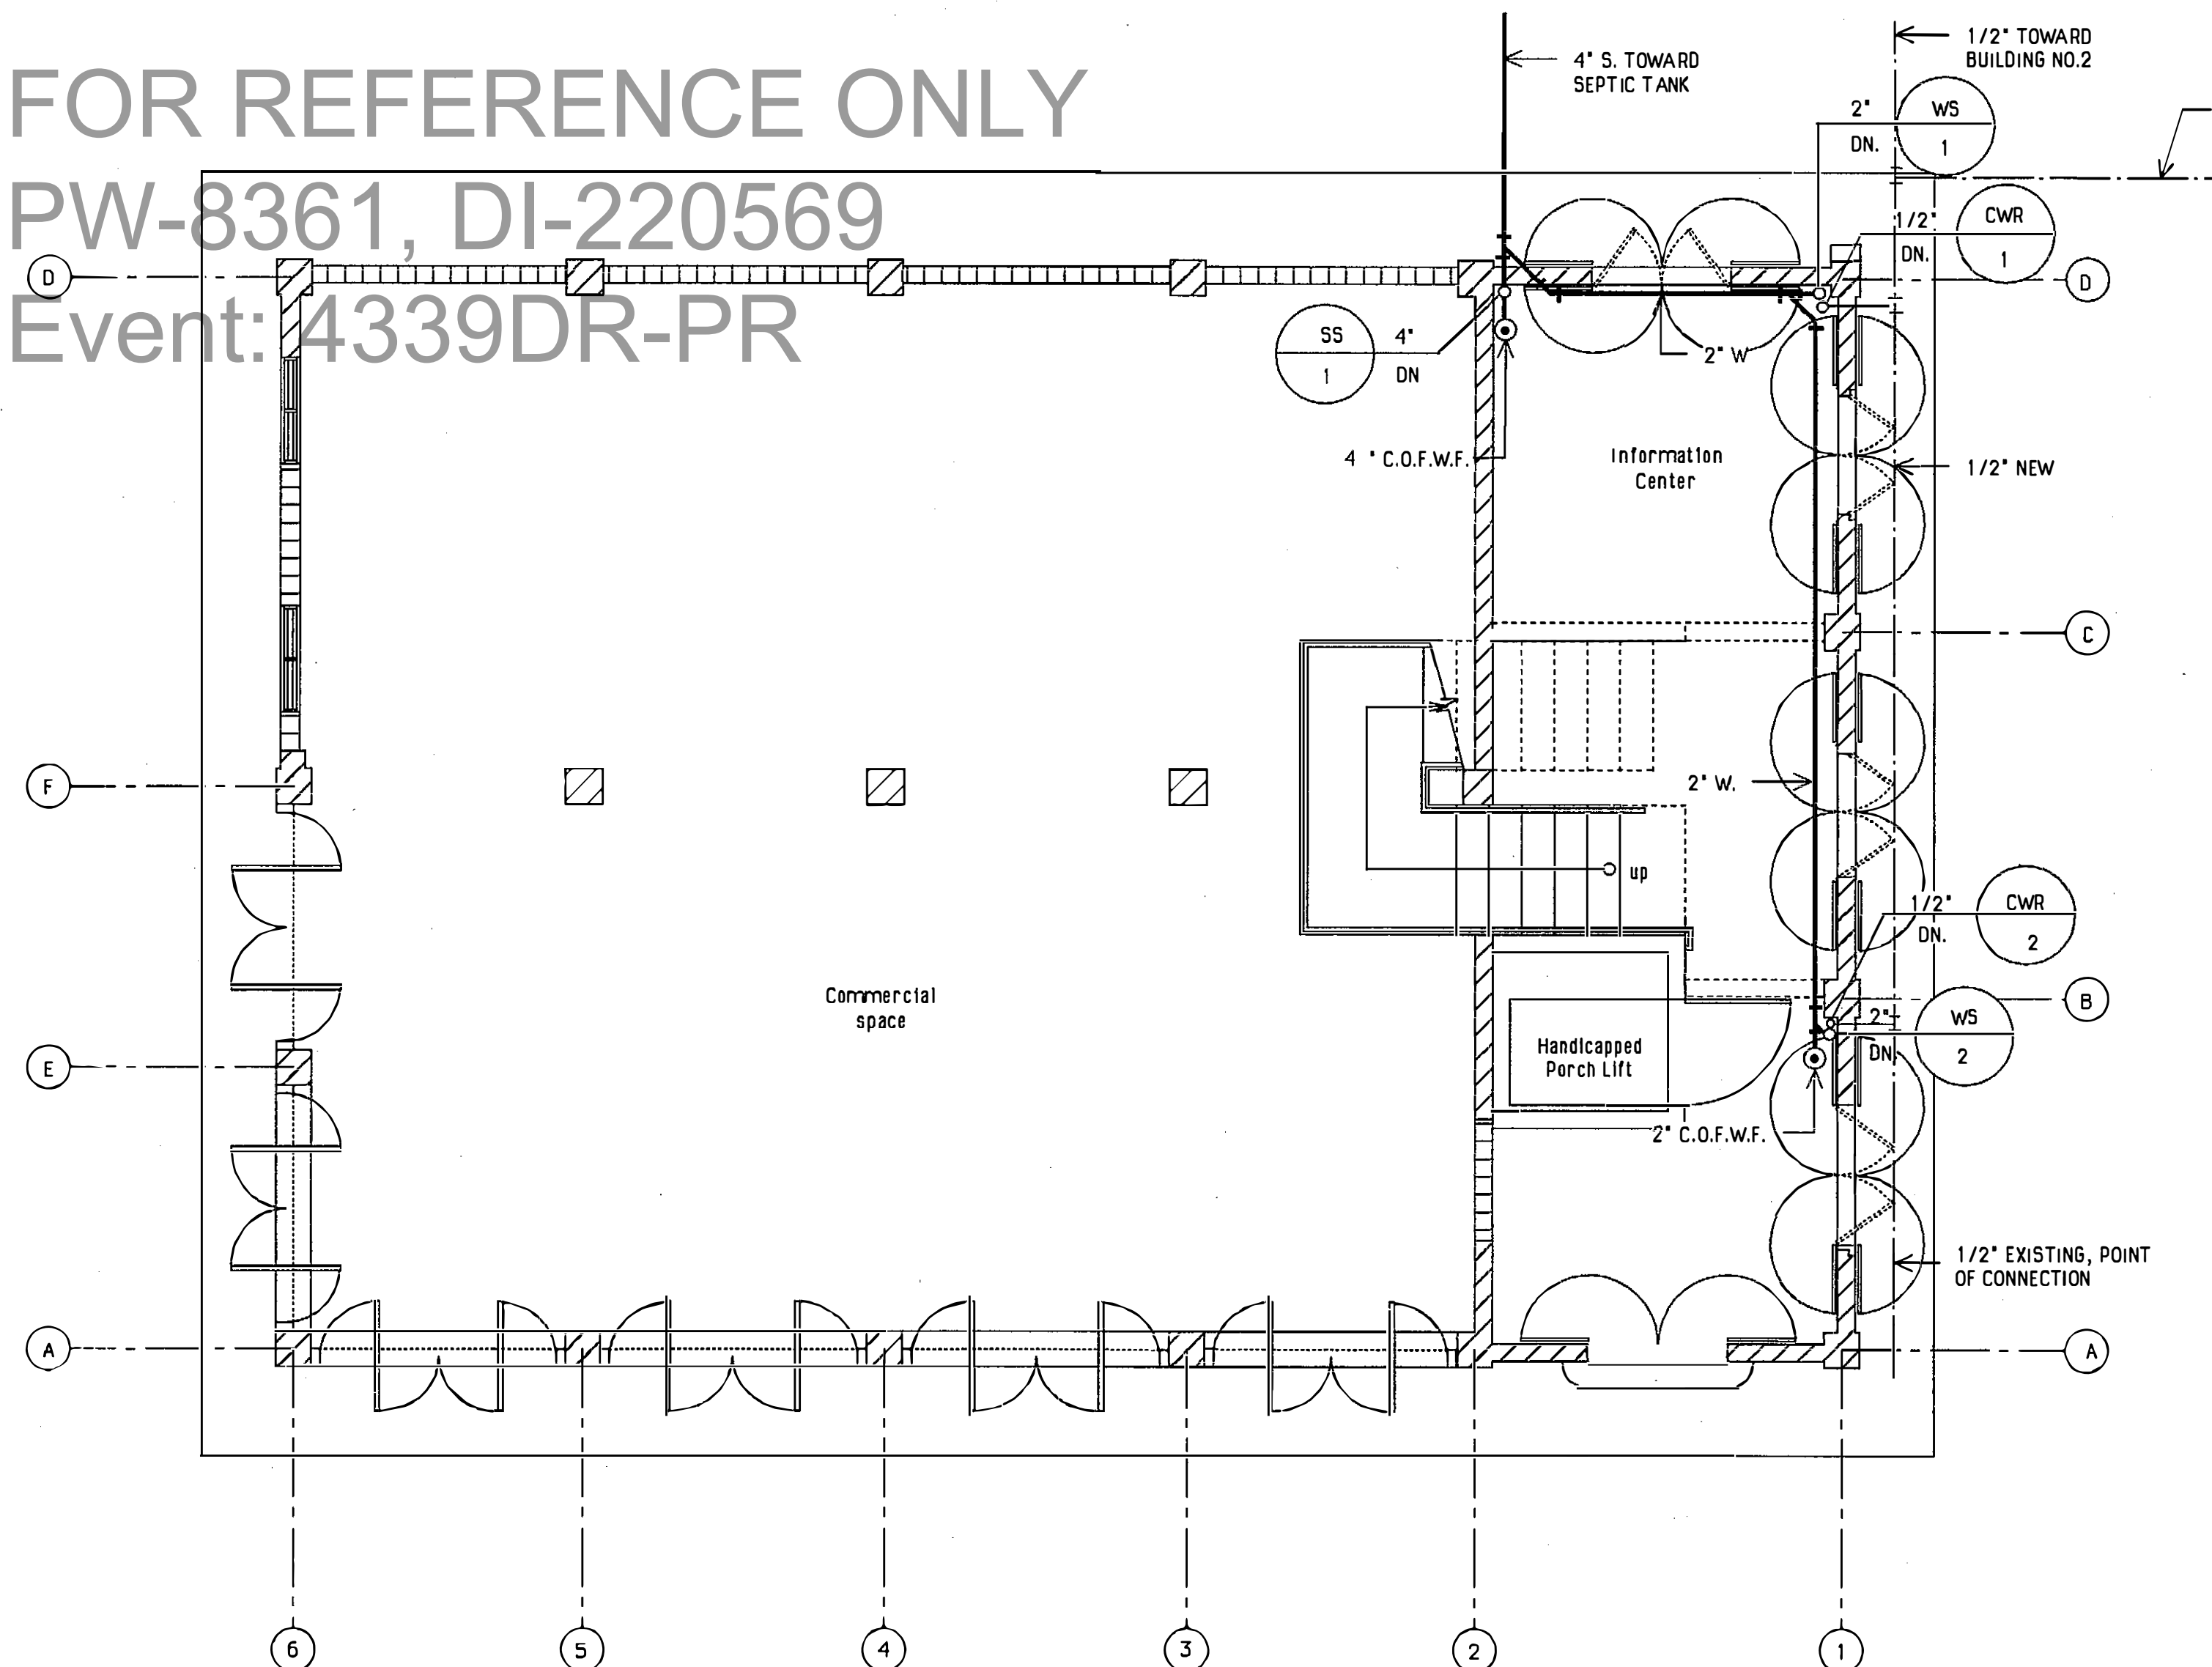 FOR REFERENCE ONLY
PW-8361, DI-220569
Event: 4339DR-PR
4" S. TOWARD
SEPTIC TANK
1/2" TOWARD
BUILDING NO.2
2"
DN.
WS
1
1/2"
DN.
CWR
1
D
D
SS
1
4"
DN
2" W
4 " C.O.F.W.F.
Information
Center
1/2" NEW
C
F
2" W.
up
1/2"
DN.
CWR
2
Commercial
space
B
2"
DN.
WS
2
E
Handicapped
Porch Lift
2" C.O.F.W.F.
1/2" EXISTING, POINT
OF CONNECTION
A
A
6
5
4
3
2
1